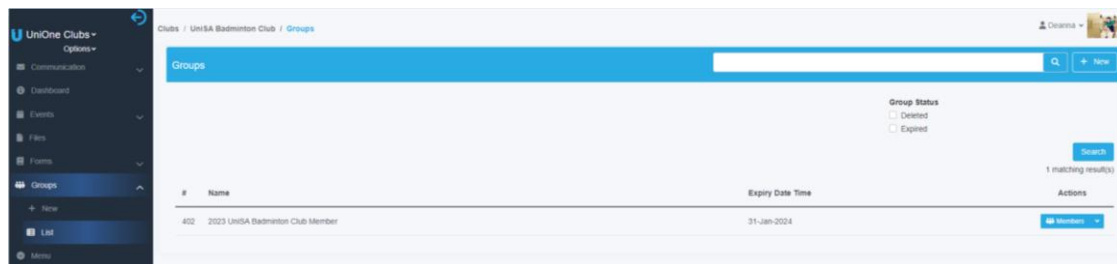 UniOne Clubs
Options
Communication
Dashboard
Events
Files
Forms
Groups
+ New
List
Menu
Clubs / UniSA Badminton Club / Groups
Deanna
Groups
+ New
Group Status
Deleted
Expired
Search
1 matching result(s)
# Name Expiry Date Time Actions
402 2023 UniSA Badminton Club Member 31-Jan-2024 Members